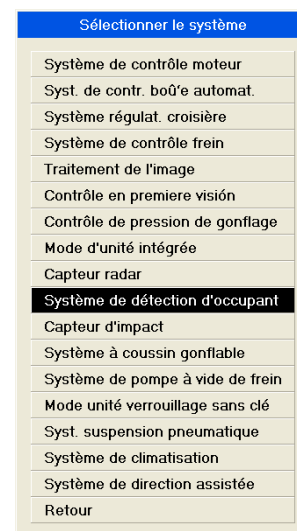 Sélectionner le système
Système de contrôle moteur
Syst. de contr. boû‘e automat.
Système régulat. croisière
Système de contrôle frein
Traitement de l'image
Contrôle en premiere visión
Contrôle de pression de gonflage
Mode d'unité intégrée
Capteur radar
Système de détection d'occupant
Capteur d'impact
Système à coussin gonflable
Système de pompe à vide de frein
Mode unité verrouillage sans clé
Syst. suspension pneumatique
Système de climatisation
Système de direction assistée
Retour